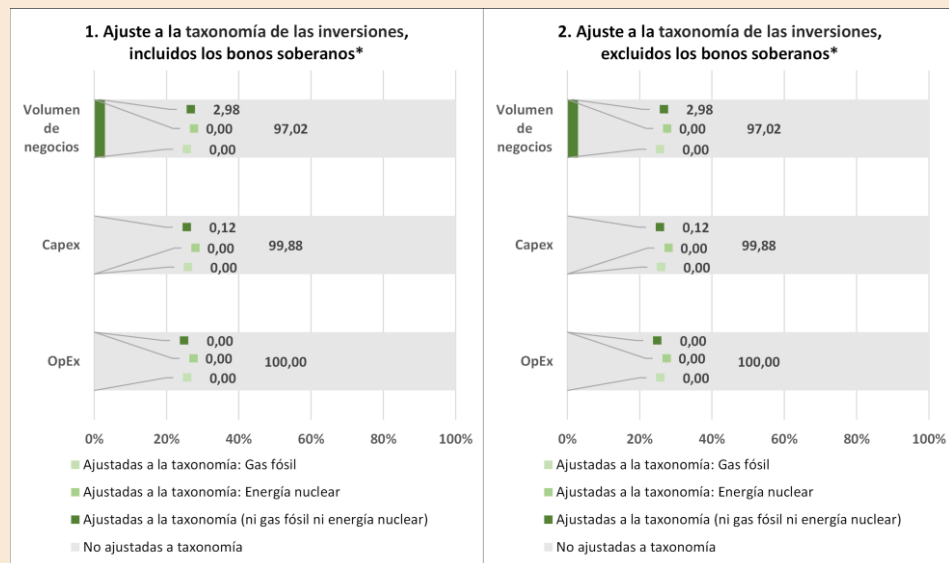 1. Ajuste a la taxonomía de las inversiones,
incluidos los bonos soberanos*
Volumen
de
negocios
2,98
0,00
97,02
0,00
Capex
0,12
0,00
99,88
0,00
OpEx
0,00
0,00
100,00
0,00
0% 20% 40% 60% 80% 100%
Ajustadas a la taxonomía: Gas fósil
Ajustadas a la taxonomía: Energía nuclear
Ajustadas a la taxonomía (ni gas fósil ni energía nuclear)
No ajustadas a taxonomía
2. Ajuste a la taxonomía de las inversiones,
excluidos los bonos soberanos*
Volumen
de
negocios
2,98
0,00
97,02
0,00
Capex
0,12
0,00
99,88
0,00
OpEx
0,00
0,00
100,00
0,00
0% 20% 40% 60% 80% 100%
Ajustadas a la taxonomía: Gas fósil
Ajustadas a la taxonomía: Energía nuclear
Ajustadas a la taxonomía (ni gas fósil ni energía nuclear)
No ajustadas a taxonomía